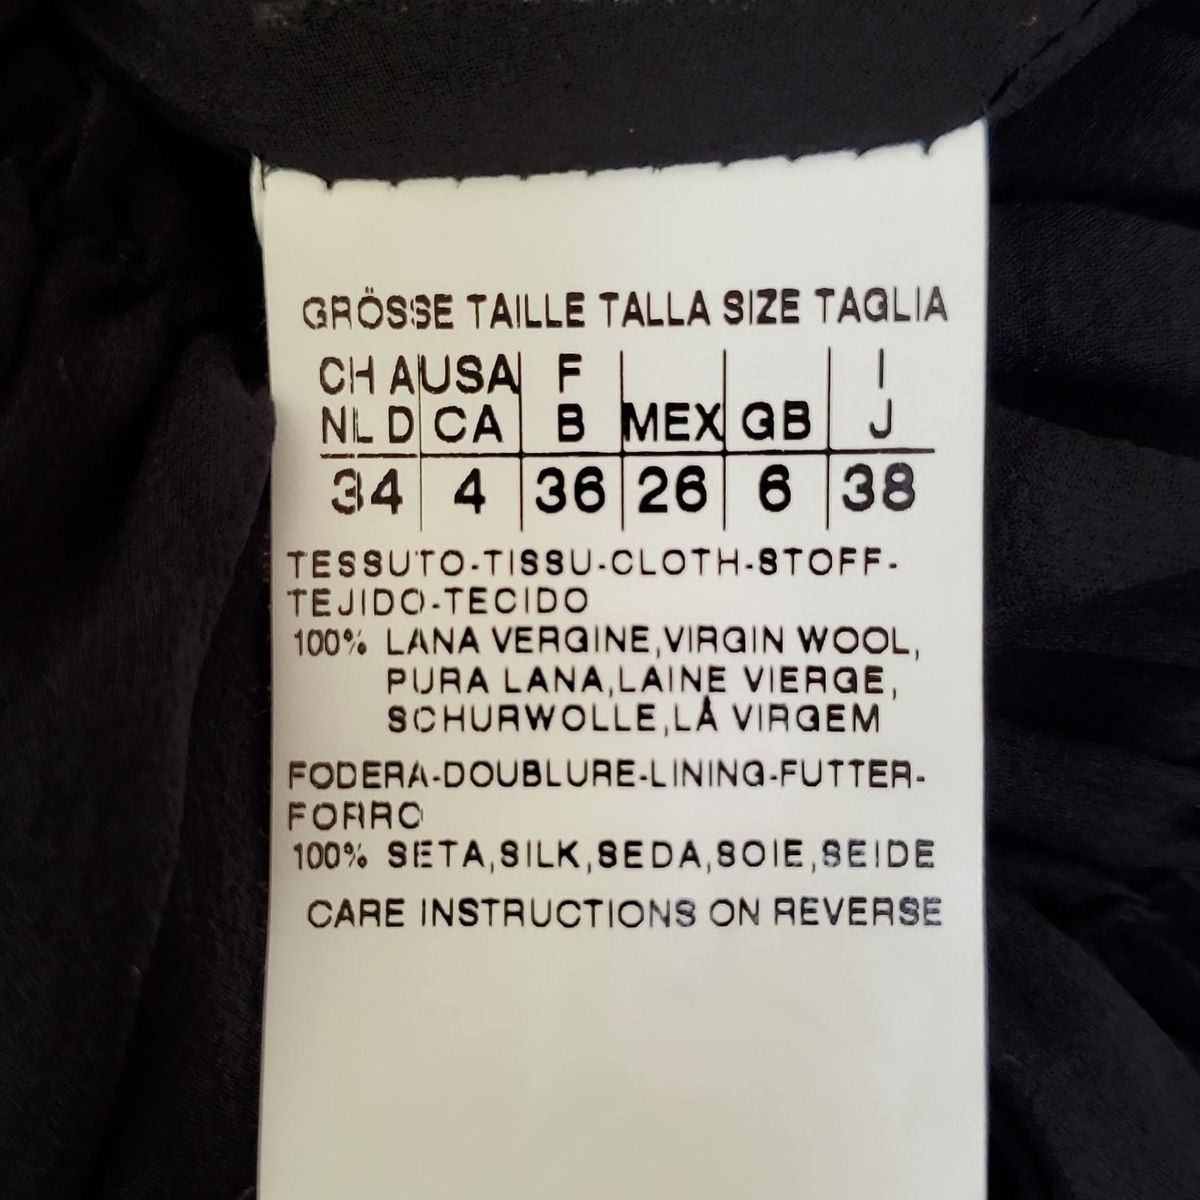 GRÖSSE TAILLE TALLA SIZE TAGLIA
CH A USA F I
NL D CA B MEX GB J
34 4 36 26 6 38
TESSUTO-TISSU-CLOTH-STOFF-
TEJIDO-TECIDO
100% LANA VERGINE,VIRGIN WOOL,
PURA LANA,LAINE VIERGE,
SCHURWOLLE,LÃ VIRGEM
FODERA-DOUBLURE-LINING-FUTTER-
FORRO
100% SETA,SILK,SEDA,SOIE,SEIDE
CARE INSTRUCTIONS ON REVERSE